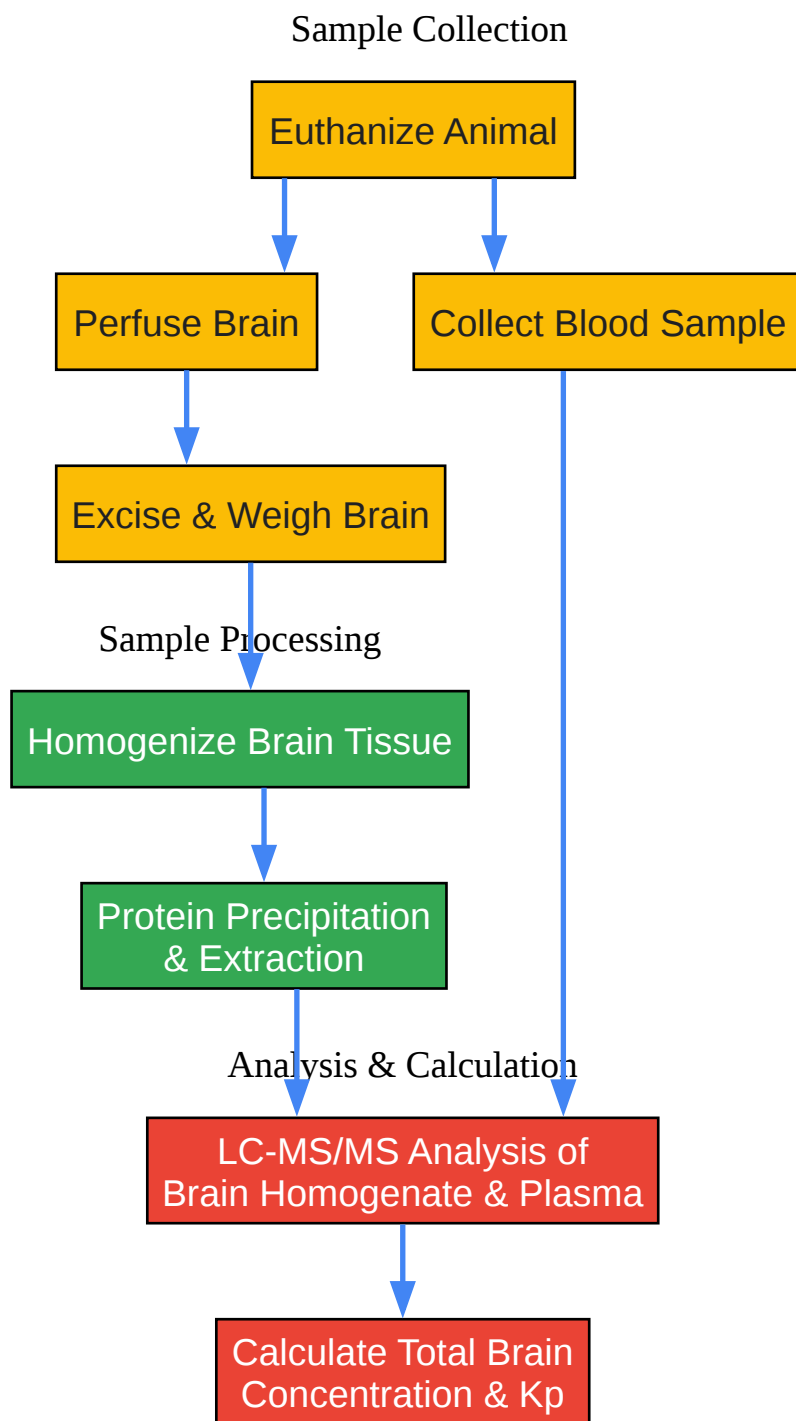 Sample Collection
Euthanize Animal
Perfuse Brain
Collect Blood Sample
Excise & Weigh Brain
Sample Processing
Homogenize Brain Tissue
Protein Precipitation
& Extraction
Analysis & Calculation
LC-MS/MS Analysis of
Brain Homogenate & Plasma
Calculate Total Brain
Concentration & Kp